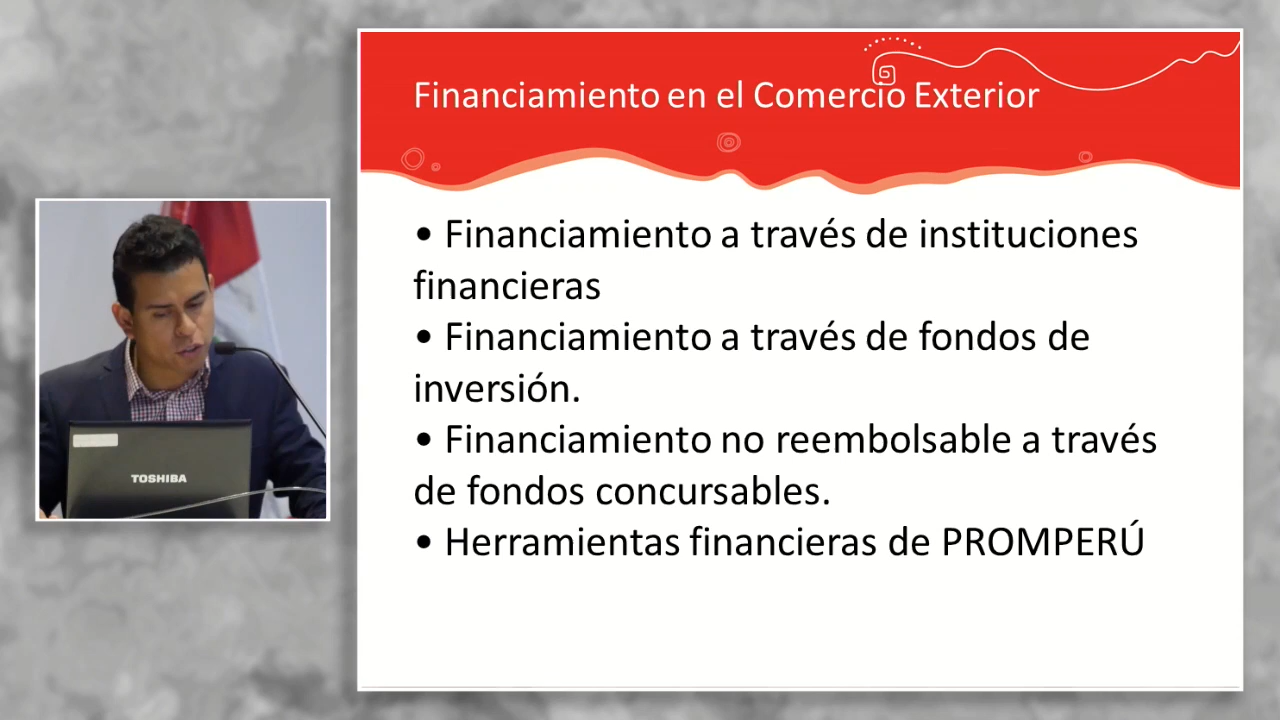 Financiamiento en el Comercio Exterior
• Financiamiento a través de instituciones
financieras
• Financiamiento a través de fondos de
inversión.
• Financiamiento no reembolsable a través
de fondos concursables.
• Herramientas financieras de PROMPERÚ
TOSHIBA